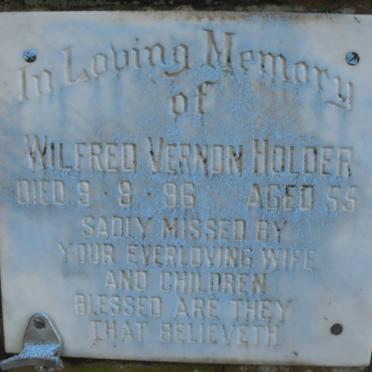 In Loving Memory
of
WILFRED VERNON HOLDER
DIED 9 · 8 · 96 AGED 55
SADLY MISSED BY
YOUR EVERLOVING WIFE
AND CHILDREN
BLESSED ARE THEY
THAT BELIEVETH